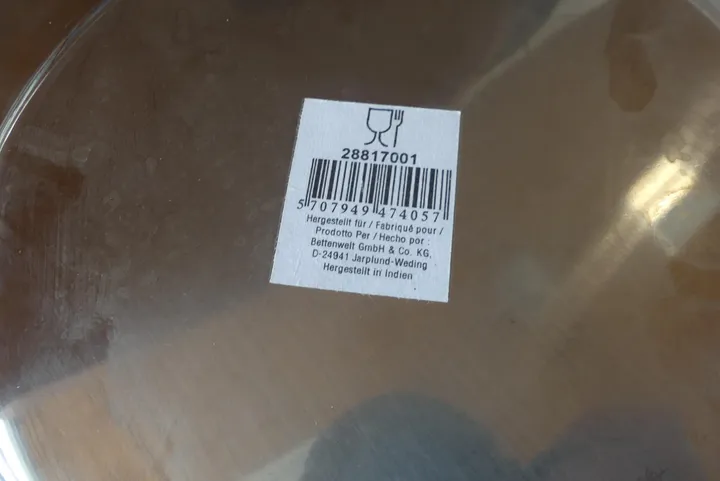 28817001
5 707949 474057
Hergestellt für / Fabriqué pour /
Prodotto Per / Hecho por :
Bettenwelt GmbH & Co. KG,
D-24941 Jarplund-Weding
Hergestellt in Indien